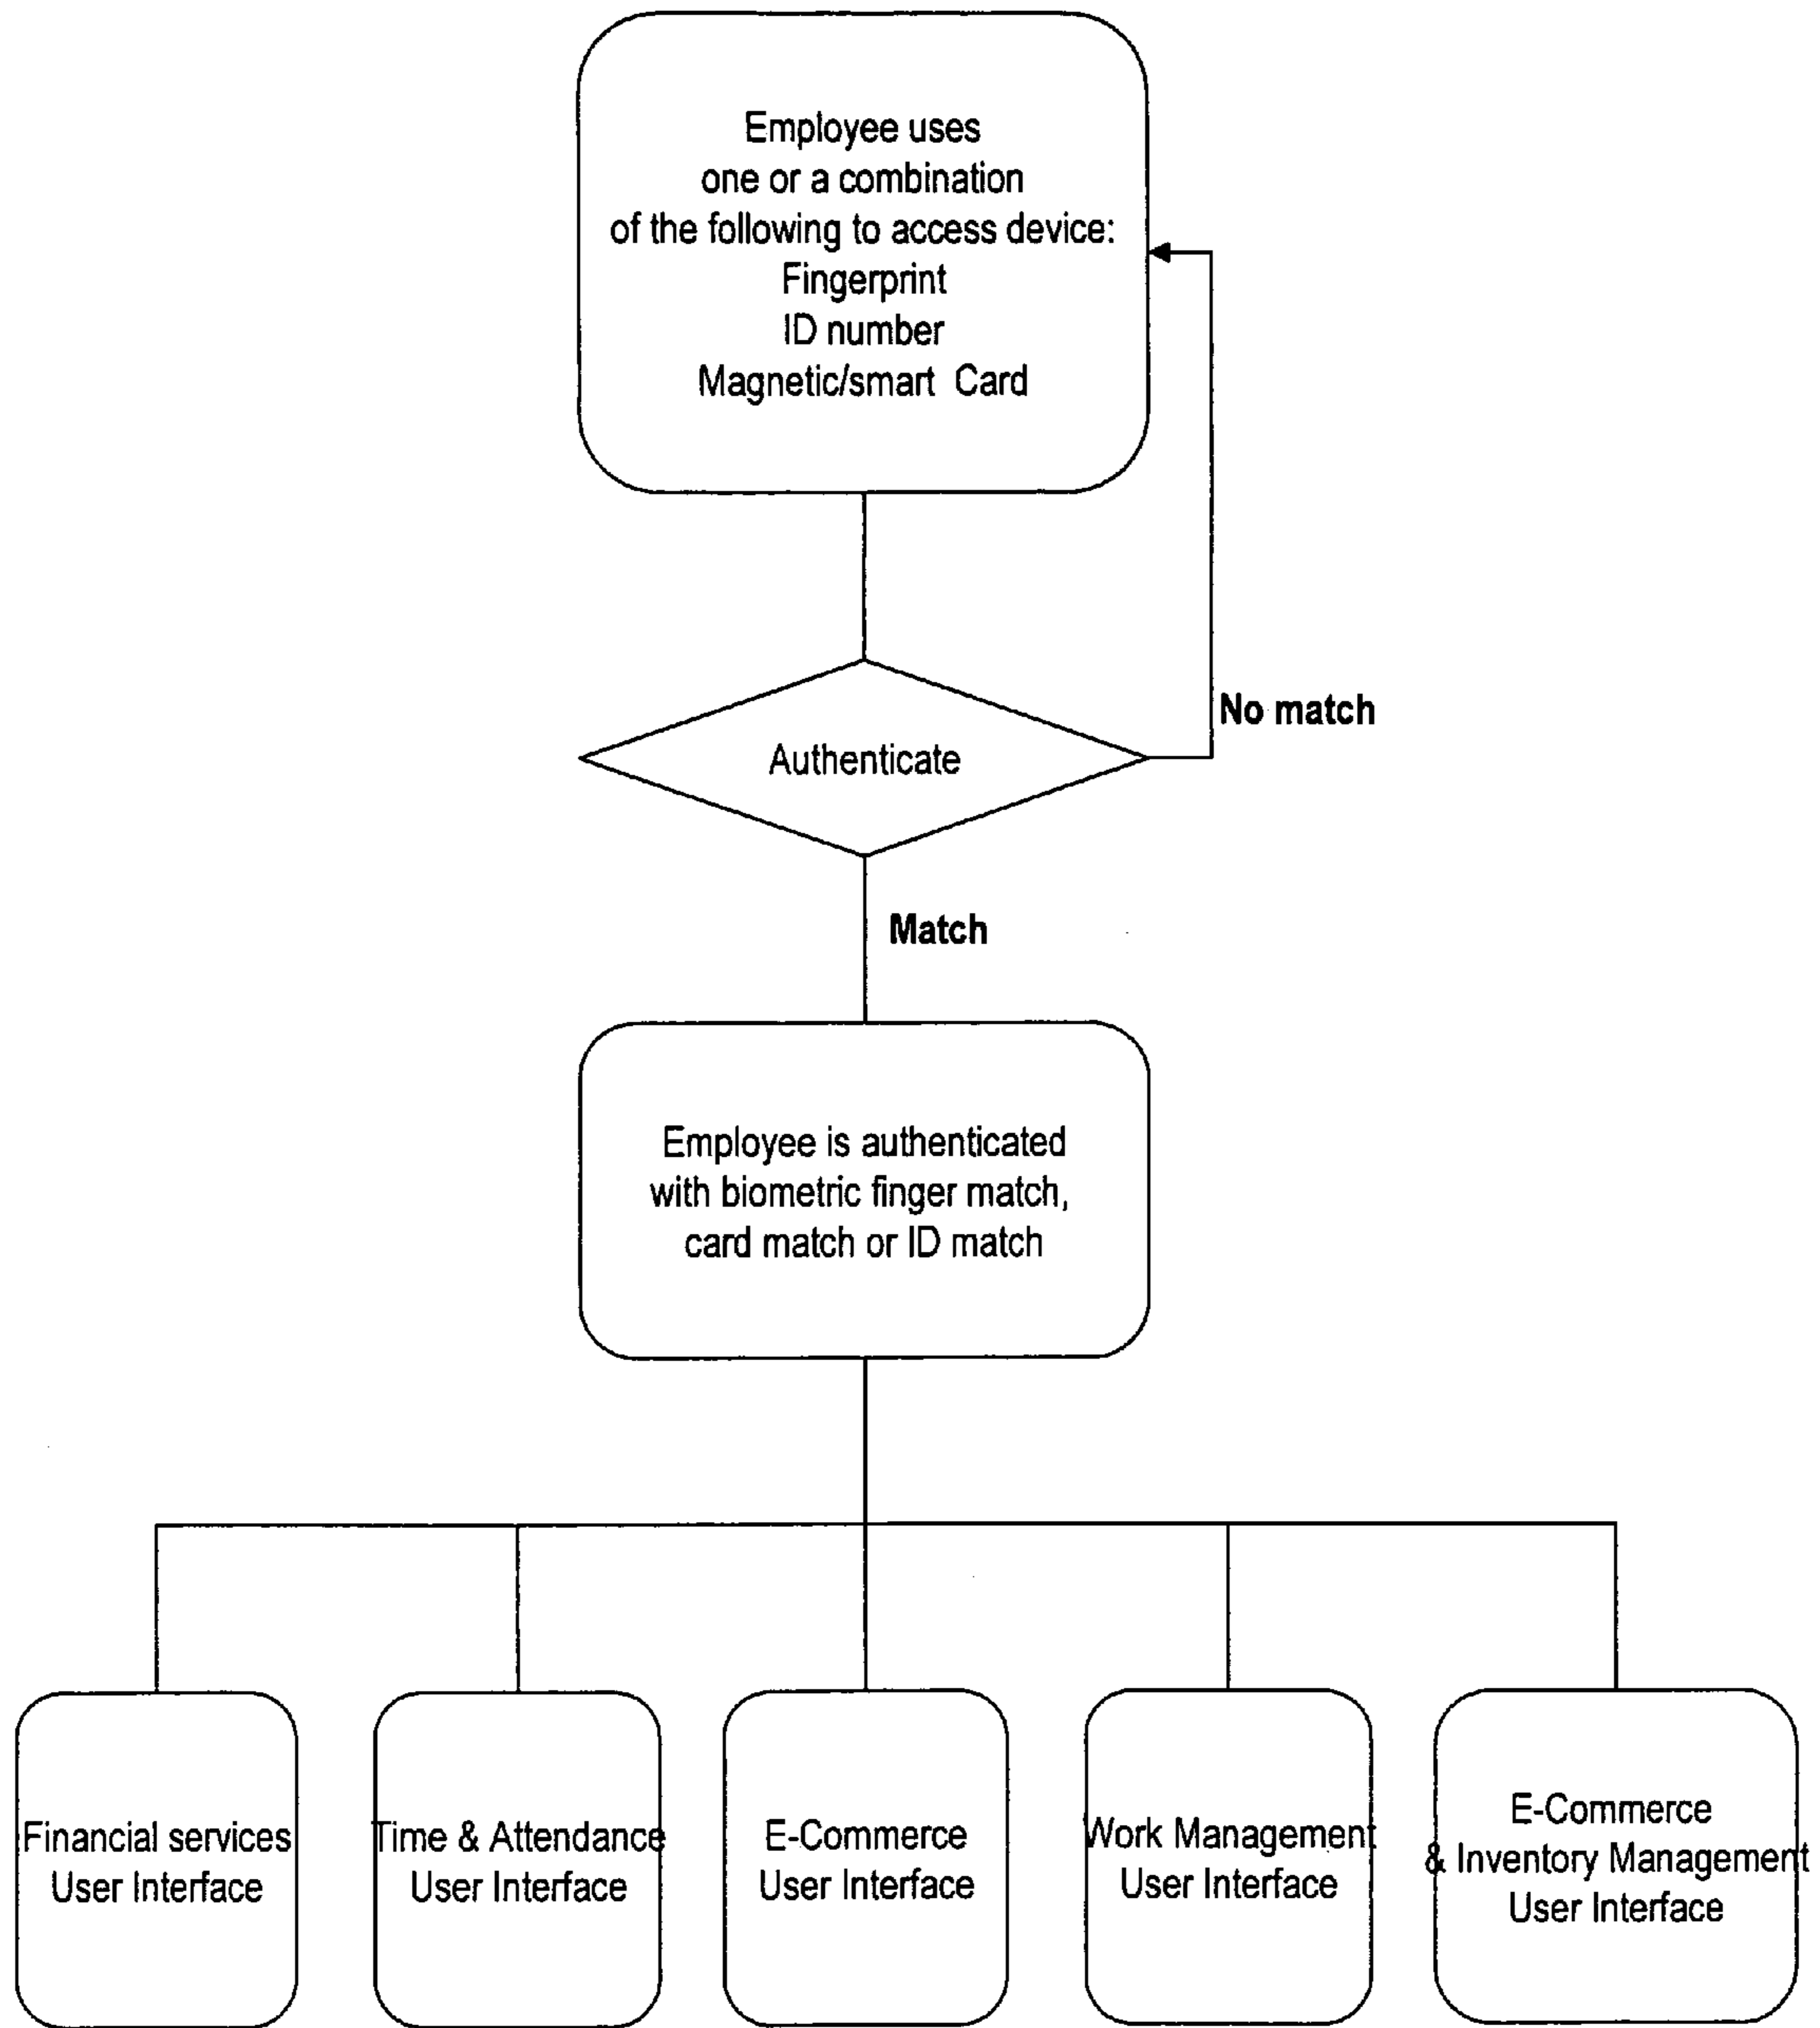 Employee uses
one or a combination
of the following to access device:
Fingerprint
ID number
Magnetic/smart Card
No match
Authenticate
Match
Employee is authenticated
with biometric finger match,
card match or ID match
Financial services
User Interface
Time & Attendance
User Interface
E-Commerce
User Interface
Work Management
User Interface
E-Commerce
& Inventory Management
User Interface